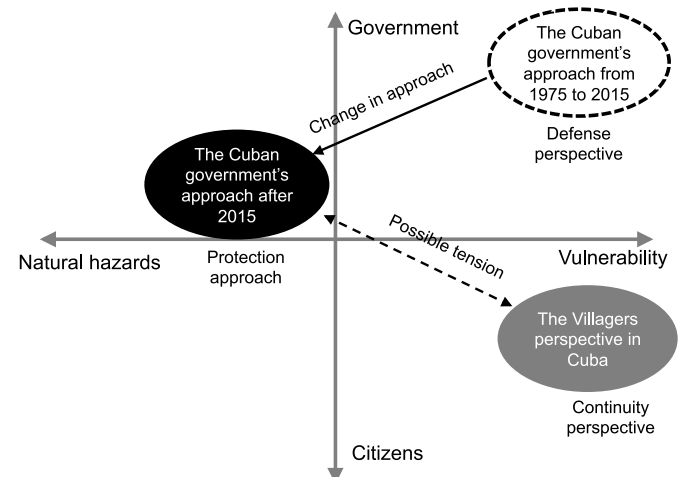 Government
The Cuban
government's
approach from
1975 to 2015
Defense
perspective
Change in approach
The Cuban
government's
approach after
2015
Protection
approach
Natural hazards
Vulnerability
Possible tension
The Villagers
perspective in
Cuba
Continuity
perspective
Citizens